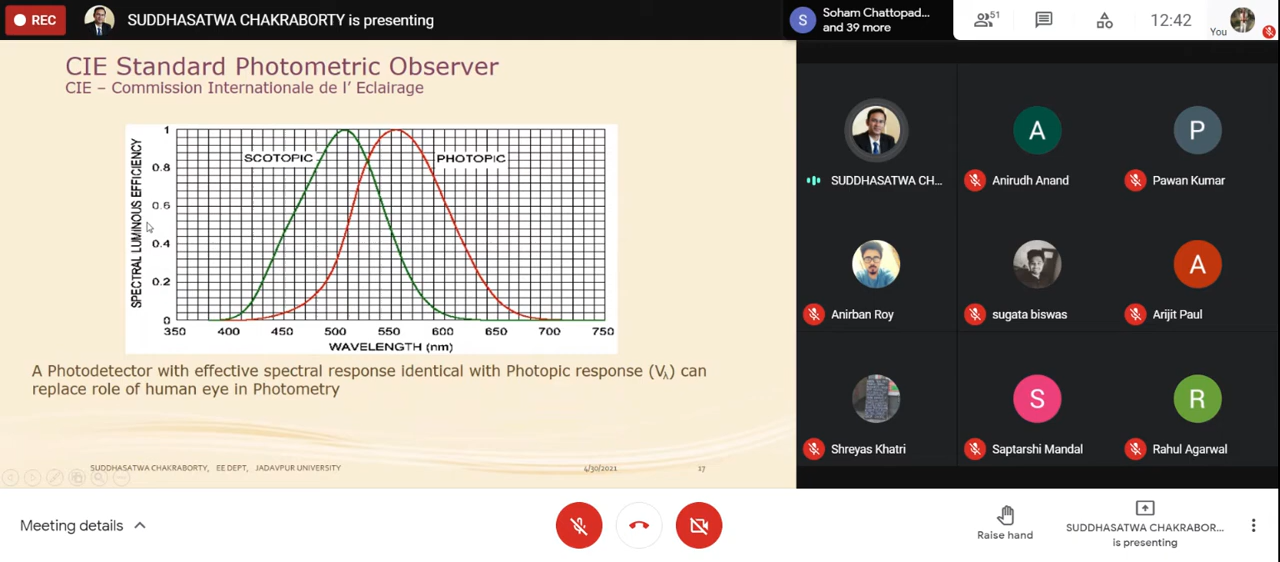 REC
SUDDHASATWA CHAKRABORTY is presenting
S
Soham Chattopad...
and 39 more
51
12:42
You
CIE Standard Photometric Observer
CIE – Commission Internationale de l’ Eclairage
SPECTRAL LUMINOUS EFFICIENCY
1
0.8
0.6
0.4
0.2
0
SCOTOPIC
PHOTOPIC
350 400 450 500 550 600 650 700 750
WAVELENGTH (nm)
A Photodetector with effective spectral response identical with Photopic response (Vλ) can
replace role of human eye in Photometry
SUDDHASATWA CHAKRABORTY, EE DEPT, JADAVPUR UNIVERSITY
4/30/2021
17
SUDDHASATWA CH...
A
Anirudh Anand
P
Pawan Kumar
Anirban Roy
sugata biswas
A
Arijit Paul
Shreyas Khatri
S
Saptarshi Mandal
R
Rahul Agarwal
Meeting details
Raise hand
SUDDHASATWA CHAKRABOR...
is presenting